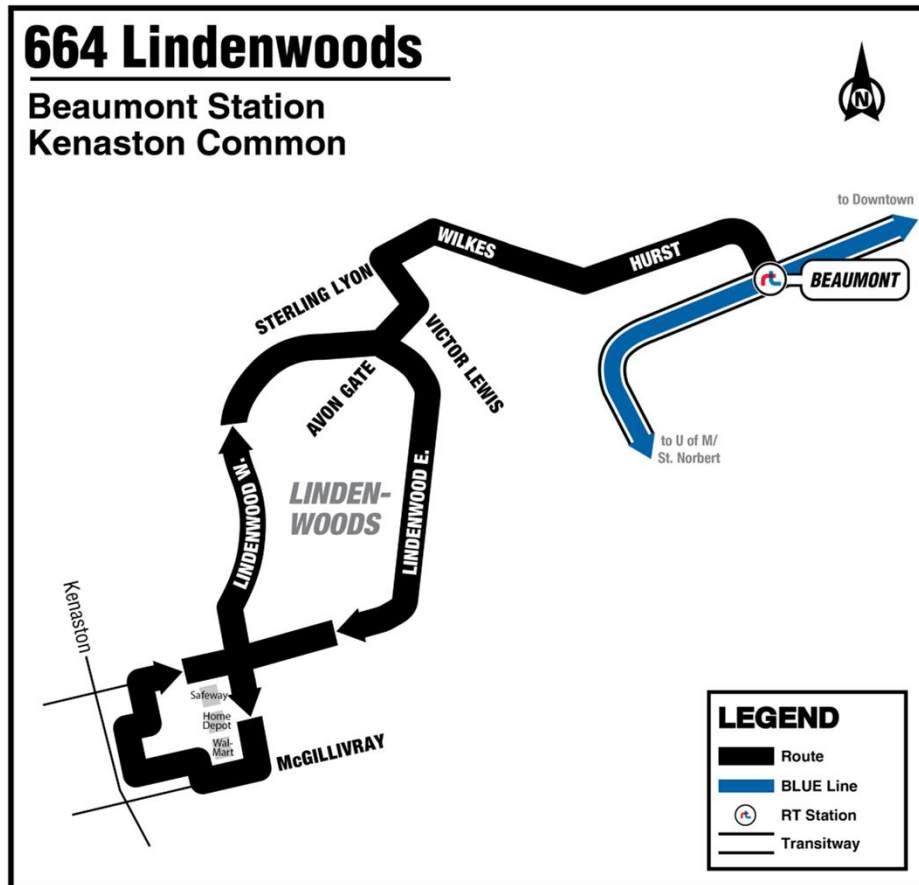 664 Lindenwoods
Beaumont Station
Kenaston Common
N
to Downtown
WILKES
HURST
rt
BEAUMONT
STERLING LYON
VICTOR LEWIS
AVON GATE
to U of M/
St. Norbert
LINDENWOOD W.
LINDEN-
WOODS
LINDENWOOD E.
Kenaston
Safeway
Home
Depot
Wal-
Mart
McGILLIVRAY
LEGEND
Route
BLUE Line
rt
RT Station
Transitway